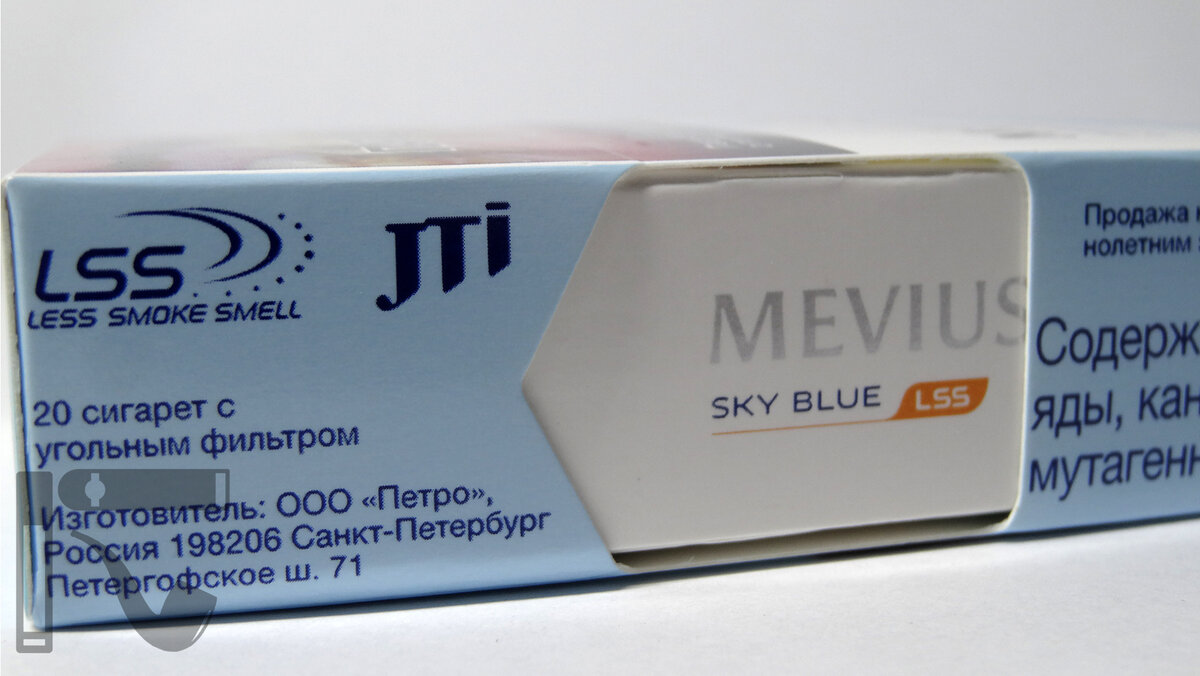 LSS
LESS SMOKE SMELL
JTi
20 сигарет с
угольным фильтром
Изготовитель: ООО «Петро»,
Россия 198206 Санкт-Петербург
Петергофское ш. 71
MEVIUS
SKY BLUE LSS
Продажа
нолетним
Содерж
яды, кан
мутагенн